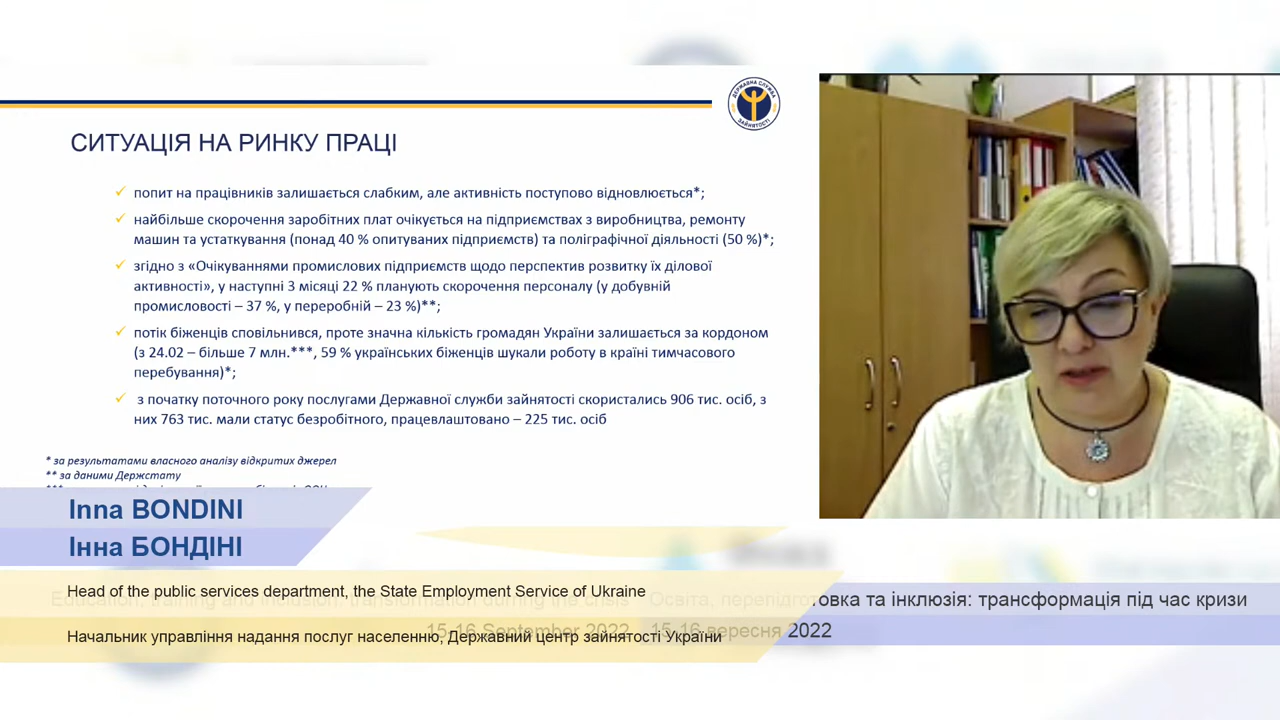 ДЕРЖАВНА СЛУЖБА
ЗАЙНЯТОСТІ
СИТУАЦІЯ НА РИНКУ ПРАЦІ
попит на працівників залишається слабким, але активність поступово відновлюється*;
найбільше скорочення заробітних плат очікується на підприємствах з виробництва, ремонту
машин та устаткування (понад 40 % опитуваних підприємств) та поліграфічної діяльності (50 %)*;
згідно з «Очікуваннями промислових підприємств щодо перспектив розвитку їх ділової
активності», у наступні 3 місяці 22 % планують скорочення персоналу (у добувній
промисловості – 37 %, у переробній – 23 %)**;
потік біженців сповільнився, проте значна кількість громадян України залишається за кордоном
(з 24.02 – більше 7 млн.***, 59 % українських біженців шукали роботу в країні тимчасового
перебування)*;
з початку поточного року послугами Державної служби зайнятості скористались 906 тис. осіб, з
них 763 тис. мали статус безробітного, працевлаштовано – 225 тис. осіб
* за результатами власного аналізу відкритих джерел
** за даними Держстату
Inna BONDINI
Інна БОНДІНІ
Head of the public services department, the State Employment Service of Ukraine
Education, training and inclusion: transformation during the crisis Освіта, перепідготовка та інклюзія: трансформація під час кризи
Начальник управління надання послуг населенню, Державний центр зайнятості України
15-16 September 2022 15-16 вересня 2022